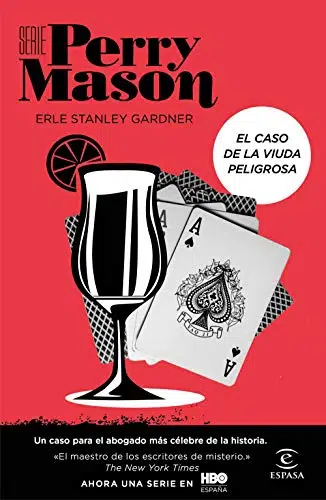 SERIE
Perry
Mason
ERLE STANLEY GARDNER
EL CASO
DE LA VIUDA
PELIGROSA
A
A
Un caso para el abogado más célebre de la historia.
«El maestro de los escritores de misterio.»
The New York Times
AHORA UNA SERIE EN HBO
ESPAÑA
e
ESPASA